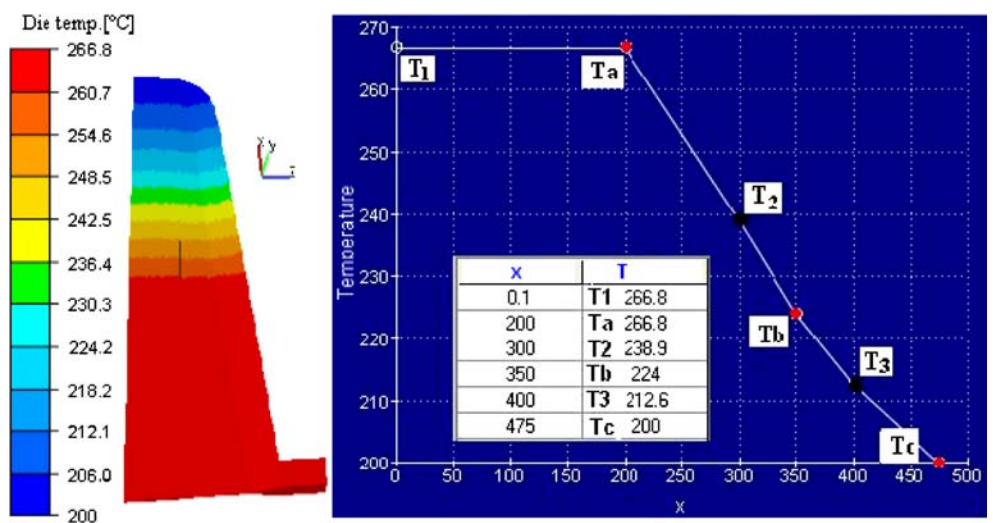 Die temp.[°C]
266.8
260.7
254.6
248.5
242.5
236.4
230.3
224.2
218.2
212.1
206.0
200
x y
z
Temperature
270
260
250
240
230
220
210
200
T1
Ta
T2
Tb
T3
Tc
x T
0.1 T1 266.8
200 Ta 266.8
300 T2 238.9
350 Tb 224
400 T3 212.6
475 Tc 200
0 50 100 150 200 250 300 350 400 450 500
x